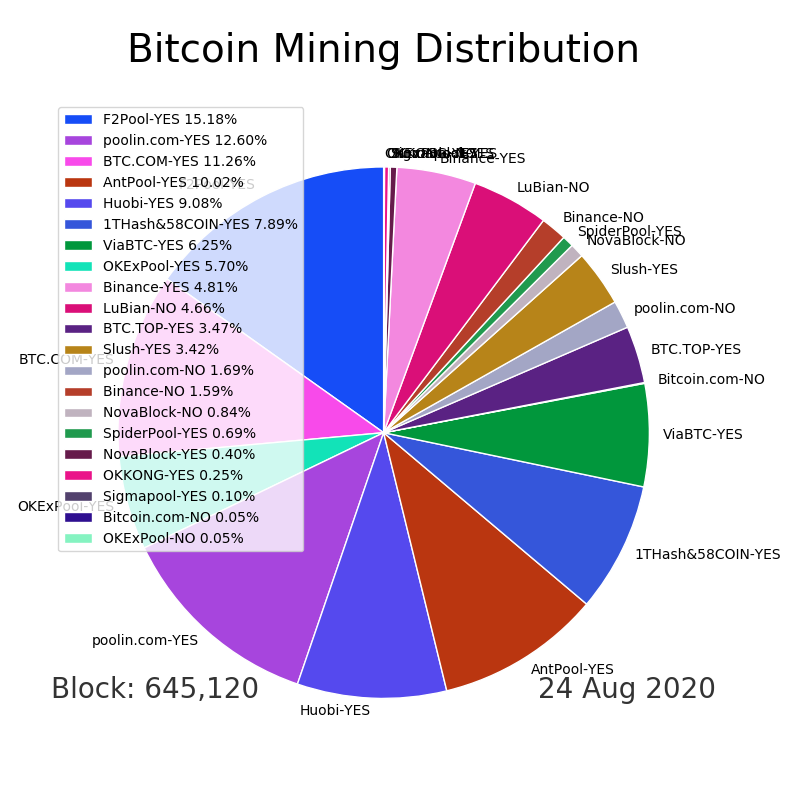 Bitcoin Mining Distribution
F2Pool-YES 15.18%
poolin.com-YES 12.60%
BTC.COM-YES 11.26%
AntPool-YES 10.02%
Huobi-YES 9.08%
1THash&58COIN-YES 7.89%
ViaBTC-YES 6.25%
OKExPool-YES 5.70%
Binance-YES 4.81%
LuBian-NO 4.66%
BTC.TOP-YES 3.47%
Slush-YES 3.42%
poolin.com-NO 1.69%
Binance-NO 1.59%
NovaBlock-NO 0.84%
SpiderPool-YES 0.69%
NovaBlock-YES 0.40%
OKKONG-YES 0.25%
Sigmapool-YES 0.10%
Bitcoin.com-NO 0.05%
OKExPool-NO 0.05%
Binance-YES
LuBian-NO
Binance-NO
SpiderPool-YES
NovaBlock-NO
Slush-YES
poolin.com-NO
BTC.TOP-YES
Bitcoin.com-NO
ViaBTC-YES
1THash&58COIN-YES
AntPool-YES
Huobi-YES
poolin.com-YES
OKExPool-YES
BTC.COM-YES
F2Pool-YES
Block: 645,120
24 Aug 2020